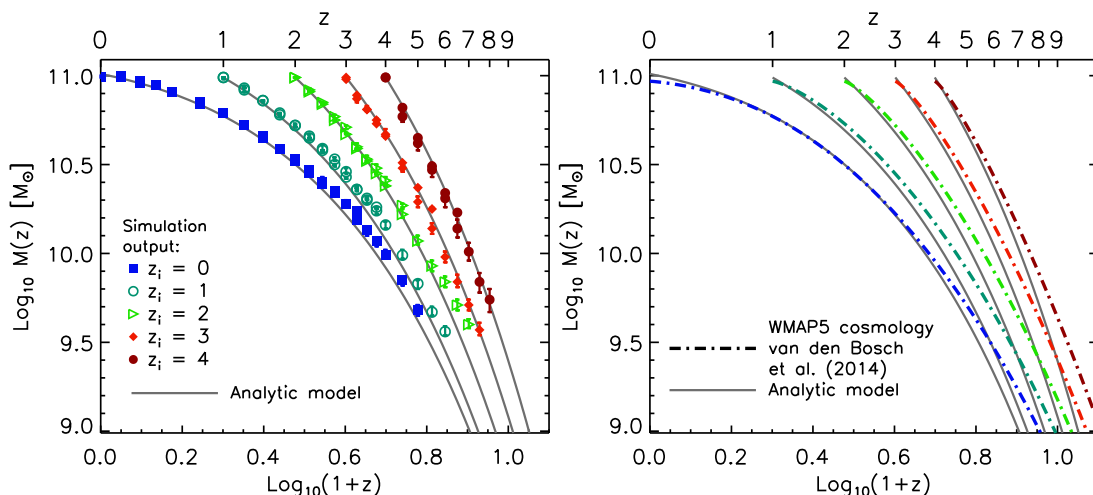 z
0 1 2 3 4 5 6 7 8 9
11.0
10.5
10.0
9.5
9.0
Log10 M(z) [M⊙]
Simulation
output:
zi = 0
zi = 1
zi = 2
zi = 3
zi = 4
Analytic model
0.0 0.2 0.4 0.6 0.8 1.0
Log10(1+z)
z
0 1 2 3 4 5 6 7 8 9
11.0
10.5
10.0
9.5
9.0
Log10 M(z) [M⊙]
WMAP5 cosmology
van den Bosch
et al. (2014)
Analytic model
0.0 0.2 0.4 0.6 0.8 1.0
Log10(1+z)